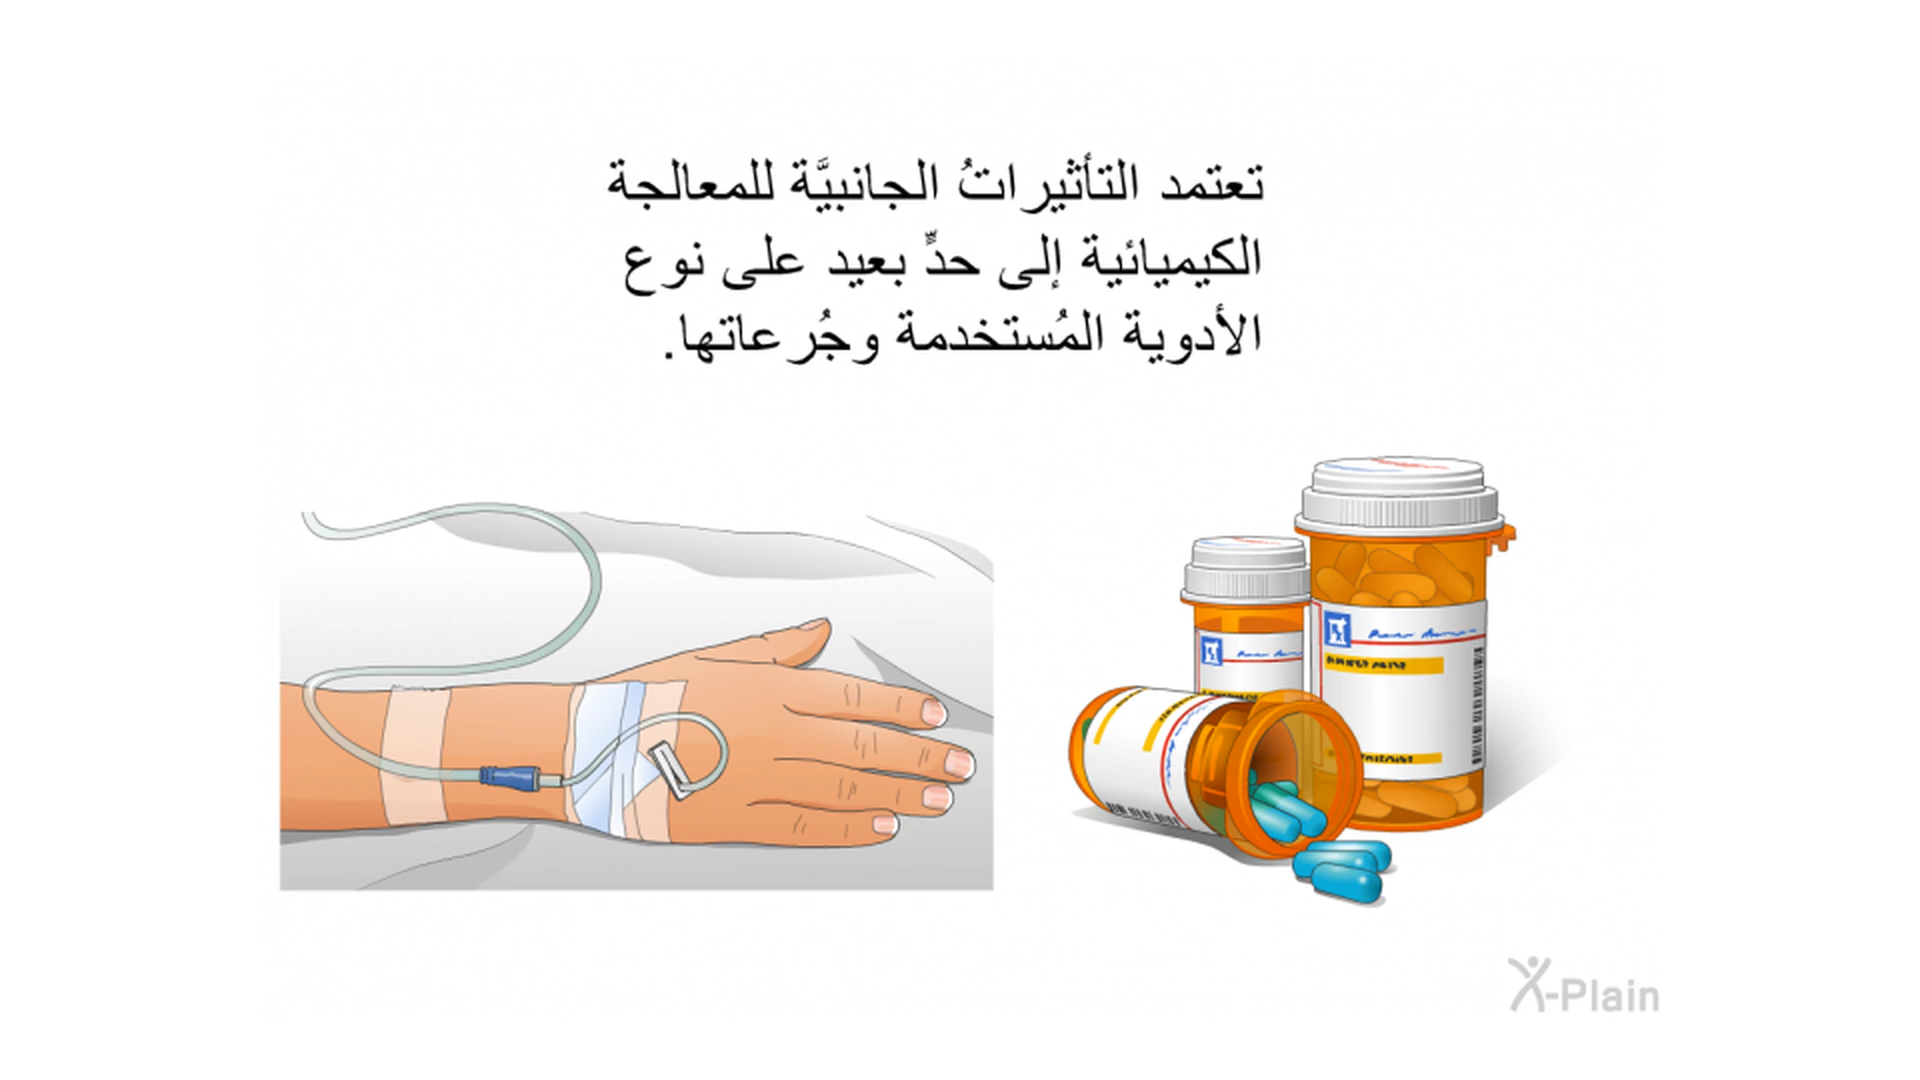 تعتمد التأثيراتُ الجانبيَّة للمعالجة
الكيميائية إلى حدٍّ بعيد على نوع
الأدوية المُستخدمة وجُرعاتها.
X-Plain